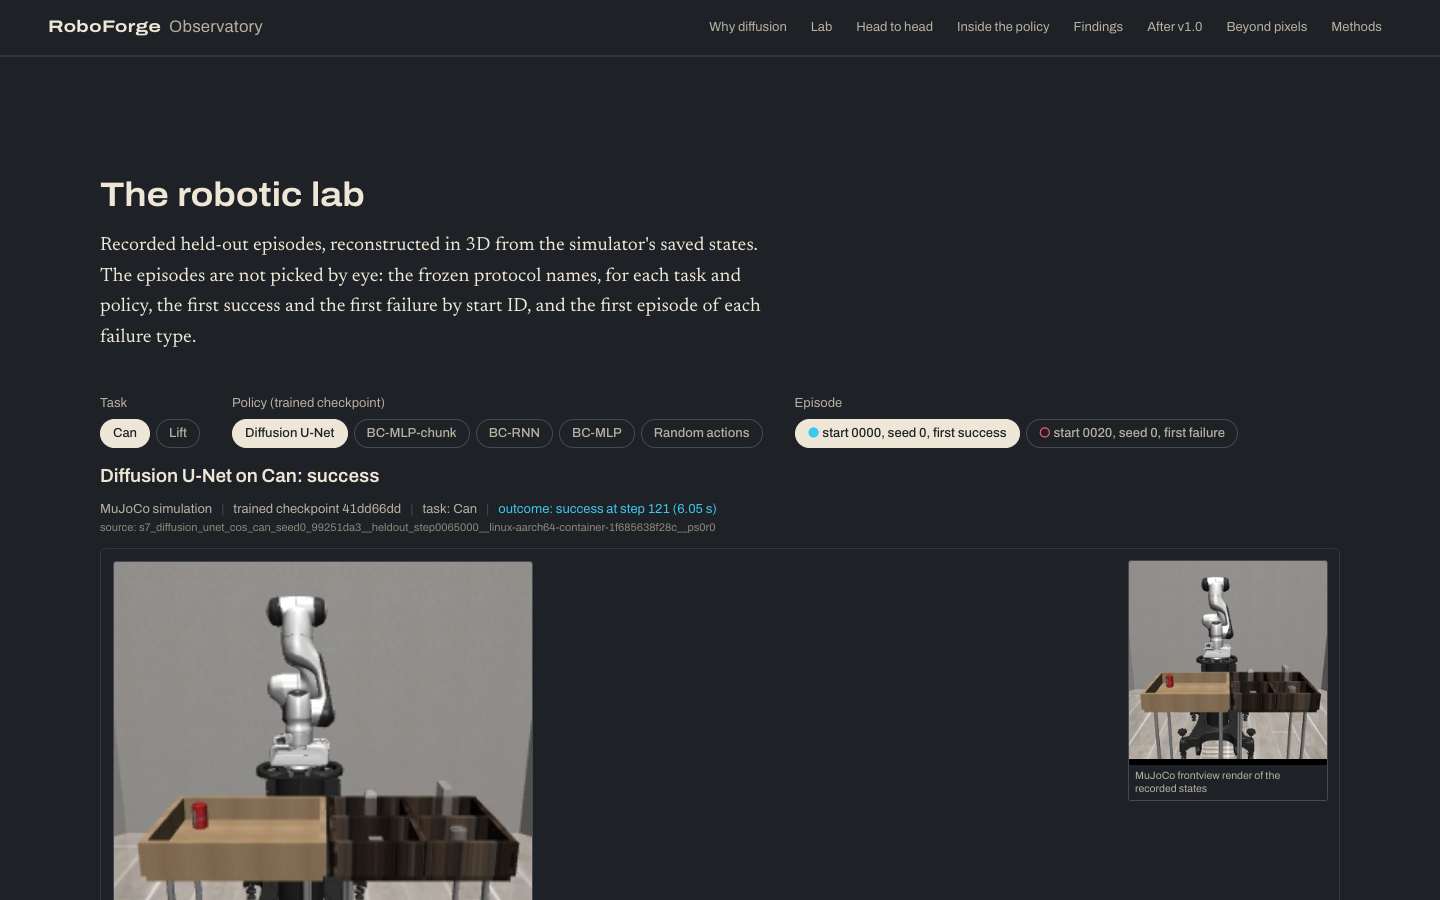 RoboForge Observatory
Why diffusion Lab Head to head Inside the policy Findings After v1.0 Beyond pixels Methods
The robotic lab
Recorded held-out episodes, reconstructed in 3D from the simulator's saved states.
The episodes are not picked by eye: the frozen protocol names, for each task and
policy, the first success and the first failure by start ID, and the first episode of each
failure type.
Task
Can Lift
Policy (trained checkpoint)
Diffusion U-Net BC-MLP-chunk BC-RNN BC-MLP Random actions
Episode
start 0000, seed 0, first success start 0020, seed 0, first failure
Diffusion U-Net on Can: success
MuJoCo simulation | trained checkpoint 41dd66dd | task: Can | outcome: success at step 121 (6.05 s)
source: s7_diffusion_unet_cos_can_seed0_99251da3__heldout_step0065000__linux-aarch64-container-1f685638f28c__ps0r0
MuJoCo frontview render of the
recorded states